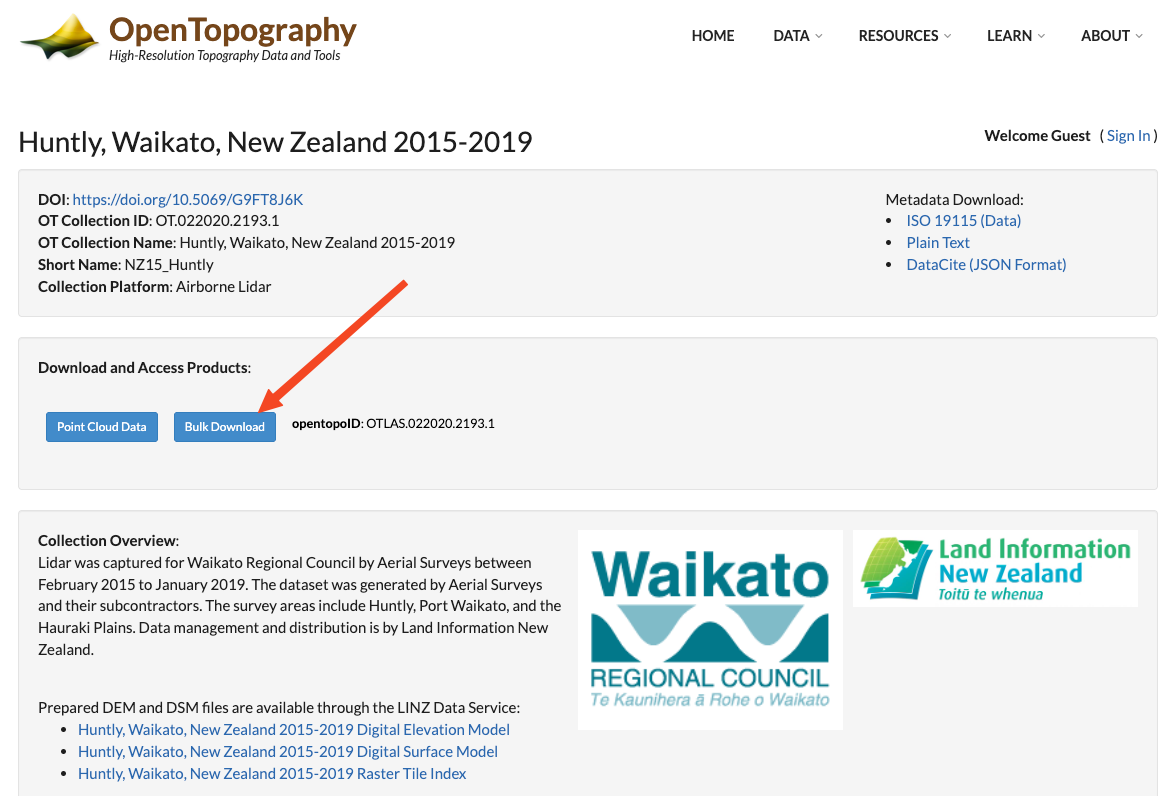 OpenTopography
High-Resolution Topography Data and Tools
HOME DATA RESOURCES LEARN ABOUT
Huntly, Waikato, New Zealand 2015-2019
Welcome Guest ( Sign In )
DOI: https://doi.org/10.5069/G9FT8J6K
OT Collection ID: OT.022020.2193.1
OT Collection Name: Huntly, Waikato, New Zealand 2015-2019
Short Name: NZ15_Huntly
Collection Platform: Airborne Lidar
Metadata Download:
• ISO 19115 (Data)
• Plain Text
• DataCite (JSON Format)
Download and Access Products:
Point Cloud Data Bulk Download opentopoID: OTLAS.022020.2193.1
Collection Overview:
Lidar was captured for Waikato Regional Council by Aerial Surveys between
February 2015 to January 2019. The dataset was generated by Aerial Surveys
and their subcontractors. The survey areas include Huntly, Port Waikato, and the
Hauraki Plains. Data management and distribution is by Land Information New
Zealand.
Prepared DEM and DSM files are available through the LINZ Data Service:
• Huntly, Waikato, New Zealand 2015-2019 Digital Elevation Model
• Huntly, Waikato, New Zealand 2015-2019 Digital Surface Model
• Huntly, Waikato, New Zealand 2015-2019 Raster Tile Index
Waikato
REGIONAL COUNCIL
Te Kaunihera ā Rohe o Waikato
Land Information
New Zealand
Toitū te whenua